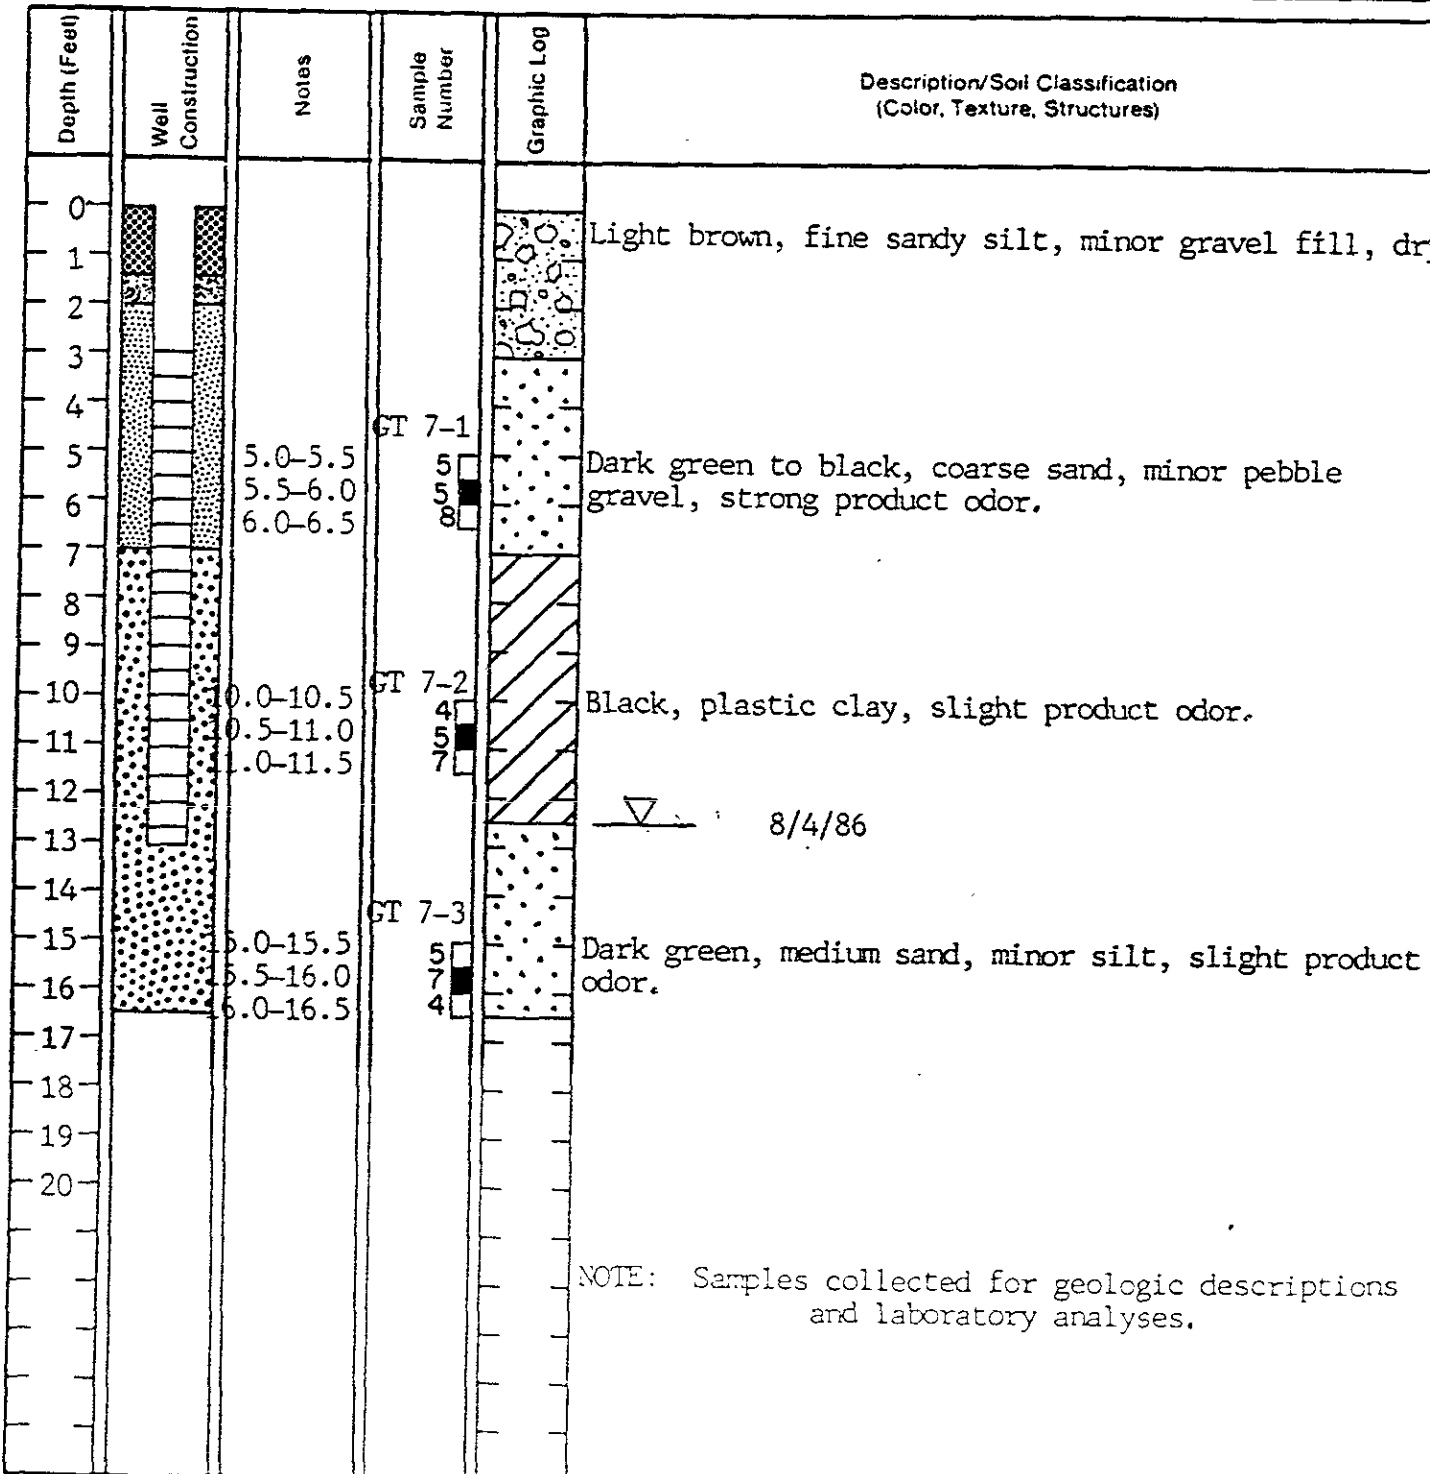 Depth (Feet)
Well Construction
Notes
Sample Number
Graphic Log
Description/Soil Classification
(Color, Texture, Structures)
0
Light brown, fine sandy silt, minor gravel fill,
1
2
3
4
GT 7-1
5
5.0-5.5 5
Dark green to black, coarse sand, minor pebble
5.5-6.0 5
gravel, strong product odor.
6
6.0-6.5 8
7
8
9
GT 7-2
10
10.0-10.5 4
Black, plastic clay, slight product odor.
10.5-11.0 5
11
11.0-11.5 7
12
8/4/86
13
14
GT 7-3
15
15.0-15.5 5
Dark green, medium sand, minor silt, slight product
15.5-16.0 7
odor.
16
16.0-16.5 4
17
18
19
20
NOTE: Samples collected for geologic descriptions
and laboratory analyses.